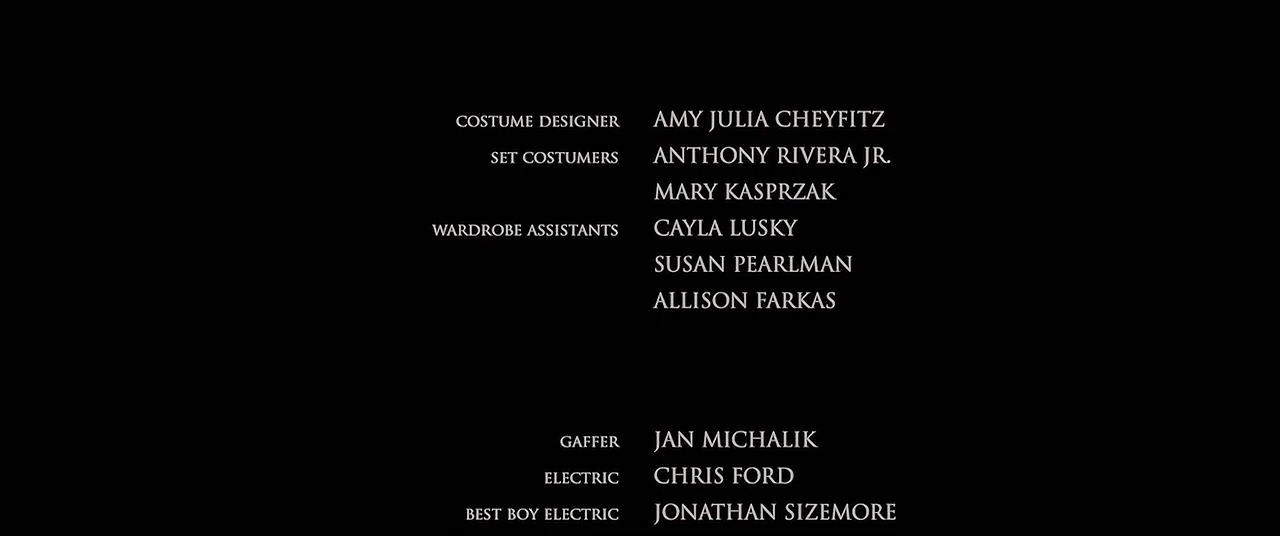 COSTUME DESIGNER AMY JULIA CHEYFITZ
SET COSTUMERS ANTHONY RIVERA JR.
MARY KASPRZAK
WARDROBE ASSISTANTS CAYLA LUSKY
SUSAN PEARLMAN
ALLISON FARKAS
GAFFER JAN MICHALIK
ELECTRIC CHRIS FORD
BEST BOY ELECTRIC JONATHAN SIZEMORE